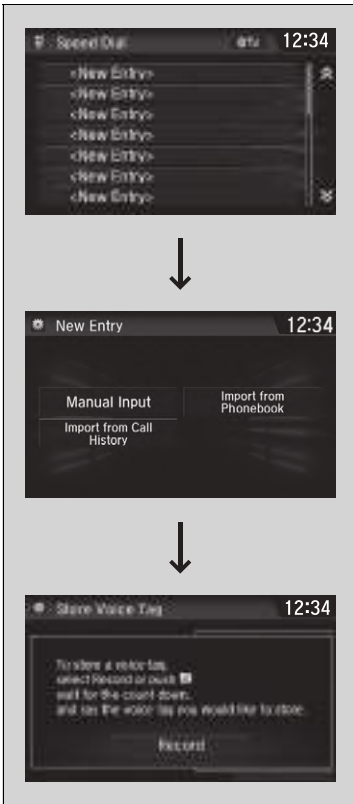 Speed Dial
12:34
<New Entry>
<New Entry>
<New Entry>
<New Entry>
<New Entry>
<New Entry>
<New Entry>
New Entry
12:34
Manual Input
Import from
Phonebook
Import from Call
History
Store Voice Tag
12:34
To store a voice tag,
select Record or push
wait for the count down,
and say the voice tag you would like to store.
Record